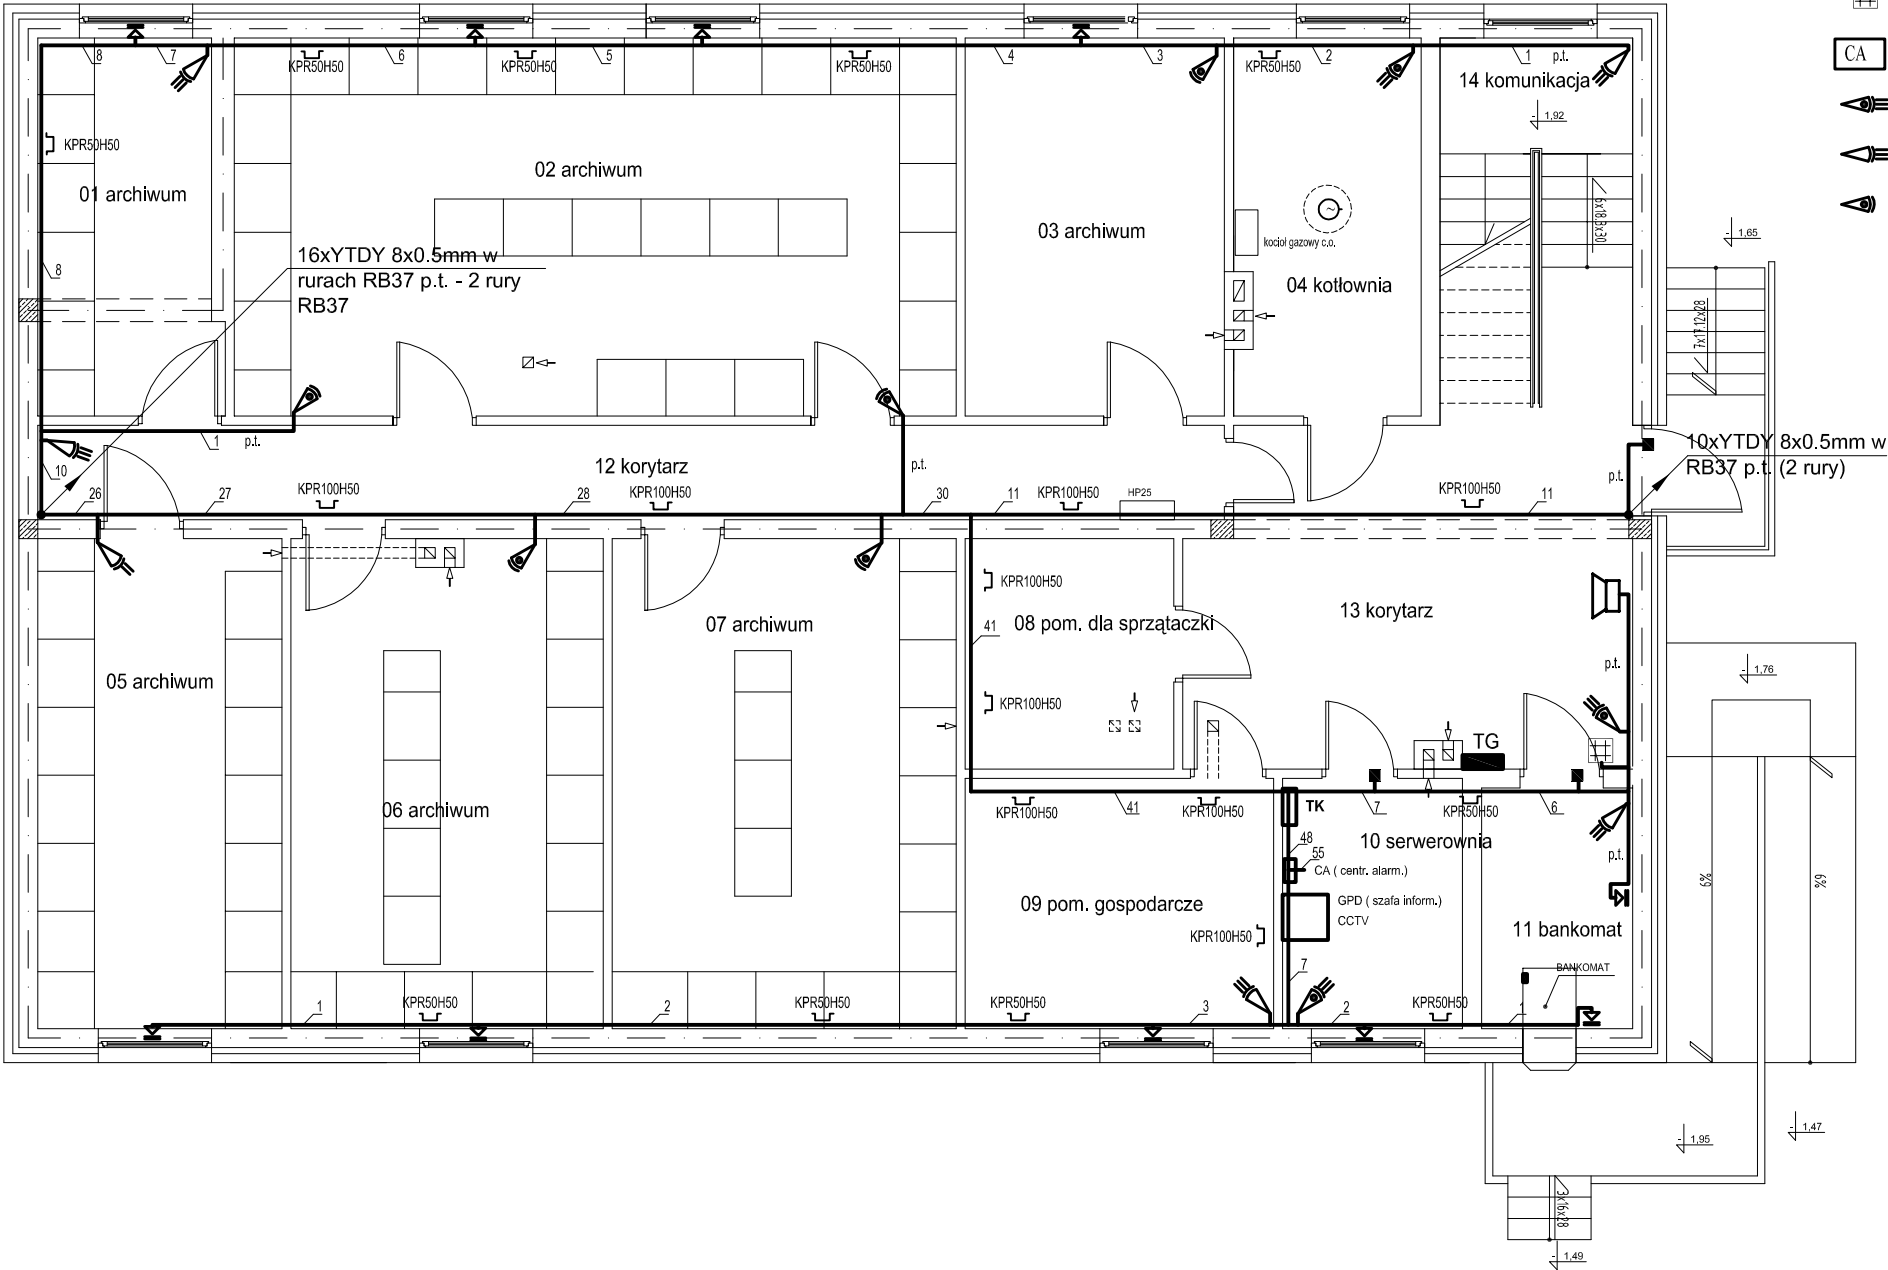 CA
8
7
6
5
4
3
2
1
p.t.
KPR50H50
KPR50H50
KPR50H50
KPR50H50
14 komunikacja
1,92
KPR50H50
01 archiwum
02 archiwum
03 archiwum
kocioł gazowy c.o.
04 kotłownia
6x18.3x30
1,65
8
16xYTDY 8x0.5mm w
rurach RB37 p.t. - 2 rury
RB37
7x17.12x28
1
p.t.
10
12 korytarz
p.t.
10xYTDY 8x0.5mm w
RB37 p.t. (2 rury)
p.t.
26
27
KPR100H50
28
KPR100H50
30
11
KPR100H50
HP25
KPR100H50
11
KPR100H50
41
08 pom. dla sprzątaczki
13 korytarz
07 archiwum
05 archiwum
p.t.
1,76
KPR100H50
TG
06 archiwum
KPR100H50
41
KPR100H50
TK
7
KPR50H50
6
48
55
10 serwerownia
CA ( centr. alarm.)
p.t.
6%
6%
09 pom. gospodarcze
GPD ( szafa inform.)
CCTV
KPR100H50
11 bankomat
7
BANKOMAT
1
KPR50H50
2
KPR50H50
KPR50H50
3
2
KPR50H50
1
1,95
1,47
3x16x28
1,49